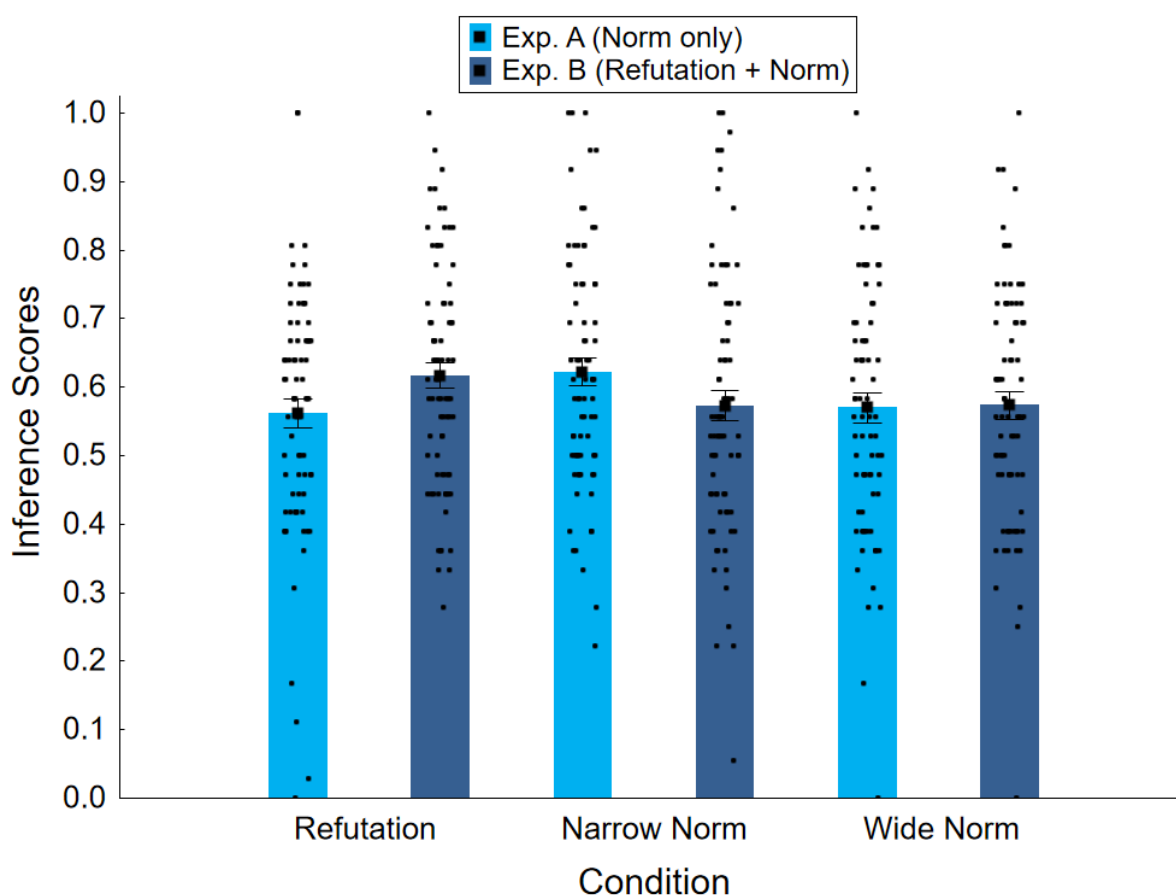 Exp. A (Norm only)
Exp. B (Refutation + Norm)
1.0
0.9
0.8
0.7
0.6
0.5
0.4
0.3
0.2
0.1
0.0
Inference Scores
Refutation
Narrow Norm
Wide Norm
Condition